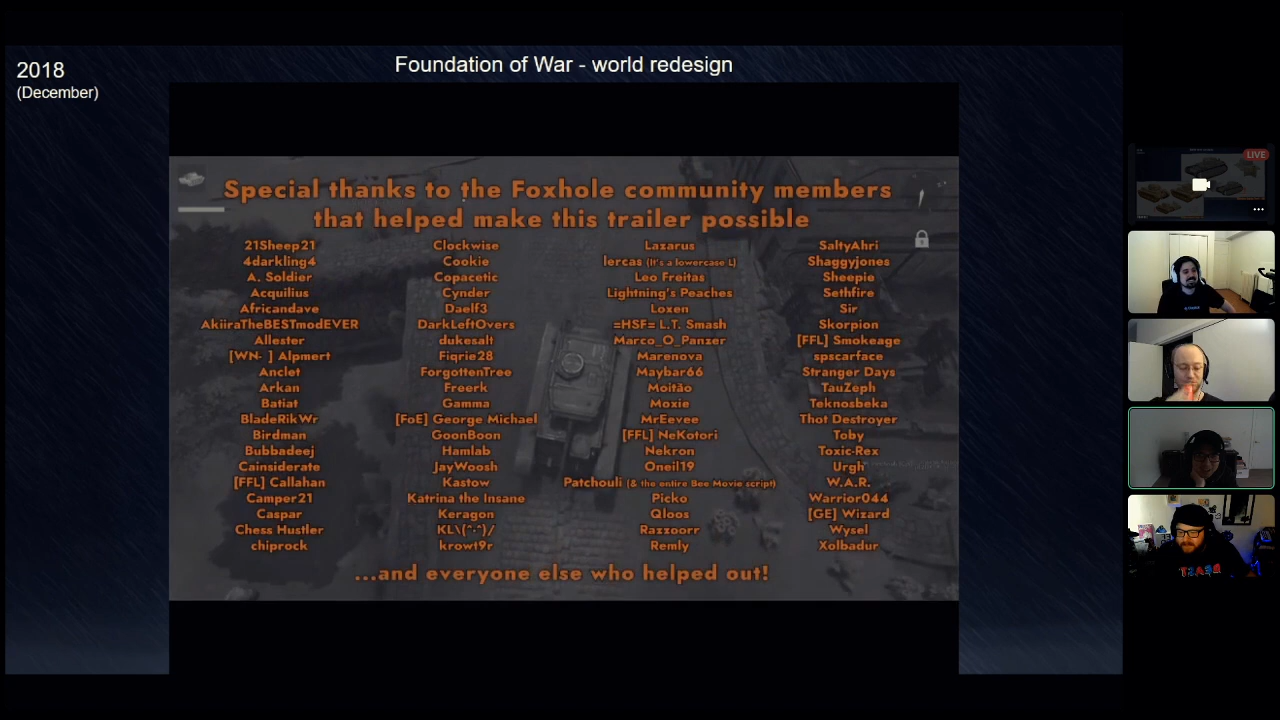 2018
(December)
Foundation of War - world redesign
LIVE
Special thanks to the Foxhole community members
that helped make this trailer possible
21Sheep21
4darkling4
A. Soldier
Acquilius
Africandave
AkiiraTheBESTmodEVER
Allester
[WN- ] Alpmert
Anclet
Arkan
Batiat
BladeRikWr
Birdman
Bubbadeej
Cainsiderate
[FFL] Callahan
Camper21
Caspar
Chess Hustler
chiprock
Clockwise
Cookie
Copacetic
Cynder
Daelf3
DarkLeftOvers
dukesalt
Fiqrie28
ForgottenTree
Freerk
Gamma
[FoE] George Michael
GoonBoon
Hamlab
JayWoosh
Kastow
Katrina the Insane
Keragon
KL\(^-^)/
krowt9r
Lazarus
lercas (It's a lowercase L)
Leo Freitas
Lightning's Peaches
Loxen
=HSF= L.T. Smash
Marco_O_Panzer
Marenova
Maybar66
Moitão
Moxie
MrEevee
[FFL] NeKotori
Nekron
Oneil19
Patchouli (& the entire Bee Movie script)
Picko
Qloos
Razzoorr
Remly
SaltyAhri
Shaggyjones
Sheepie
Sethfire
Sir
Skorpion
[FFL] Smokeage
spscarface
Stranger Days
TauZeph
Teknosbeka
Thot Destroyer
Toby
Toxic-Rex
Urgh
W.A.R.
Warrior044
[GE] Wizard
Wysel
Xolbadur
...and everyone else who helped out!